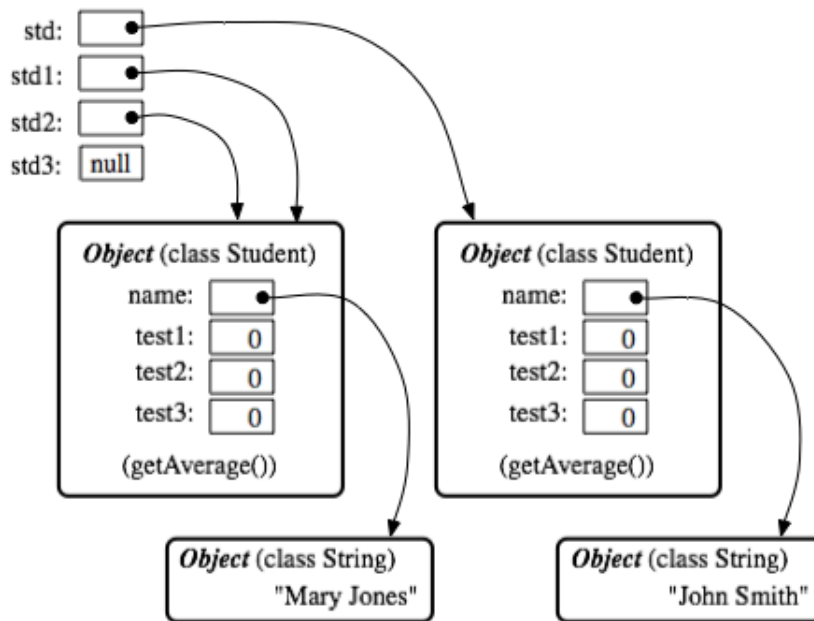 std:
std1:
std2:
std3: null
Object (class Student)
name:
test1: 0
test2: 0
test3: 0
(getAverage())
Object (class Student)
name:
test1: 0
test2: 0
test3: 0
(getAverage())
Object (class String)
"Mary Jones"
Object (class String)
"John Smith"